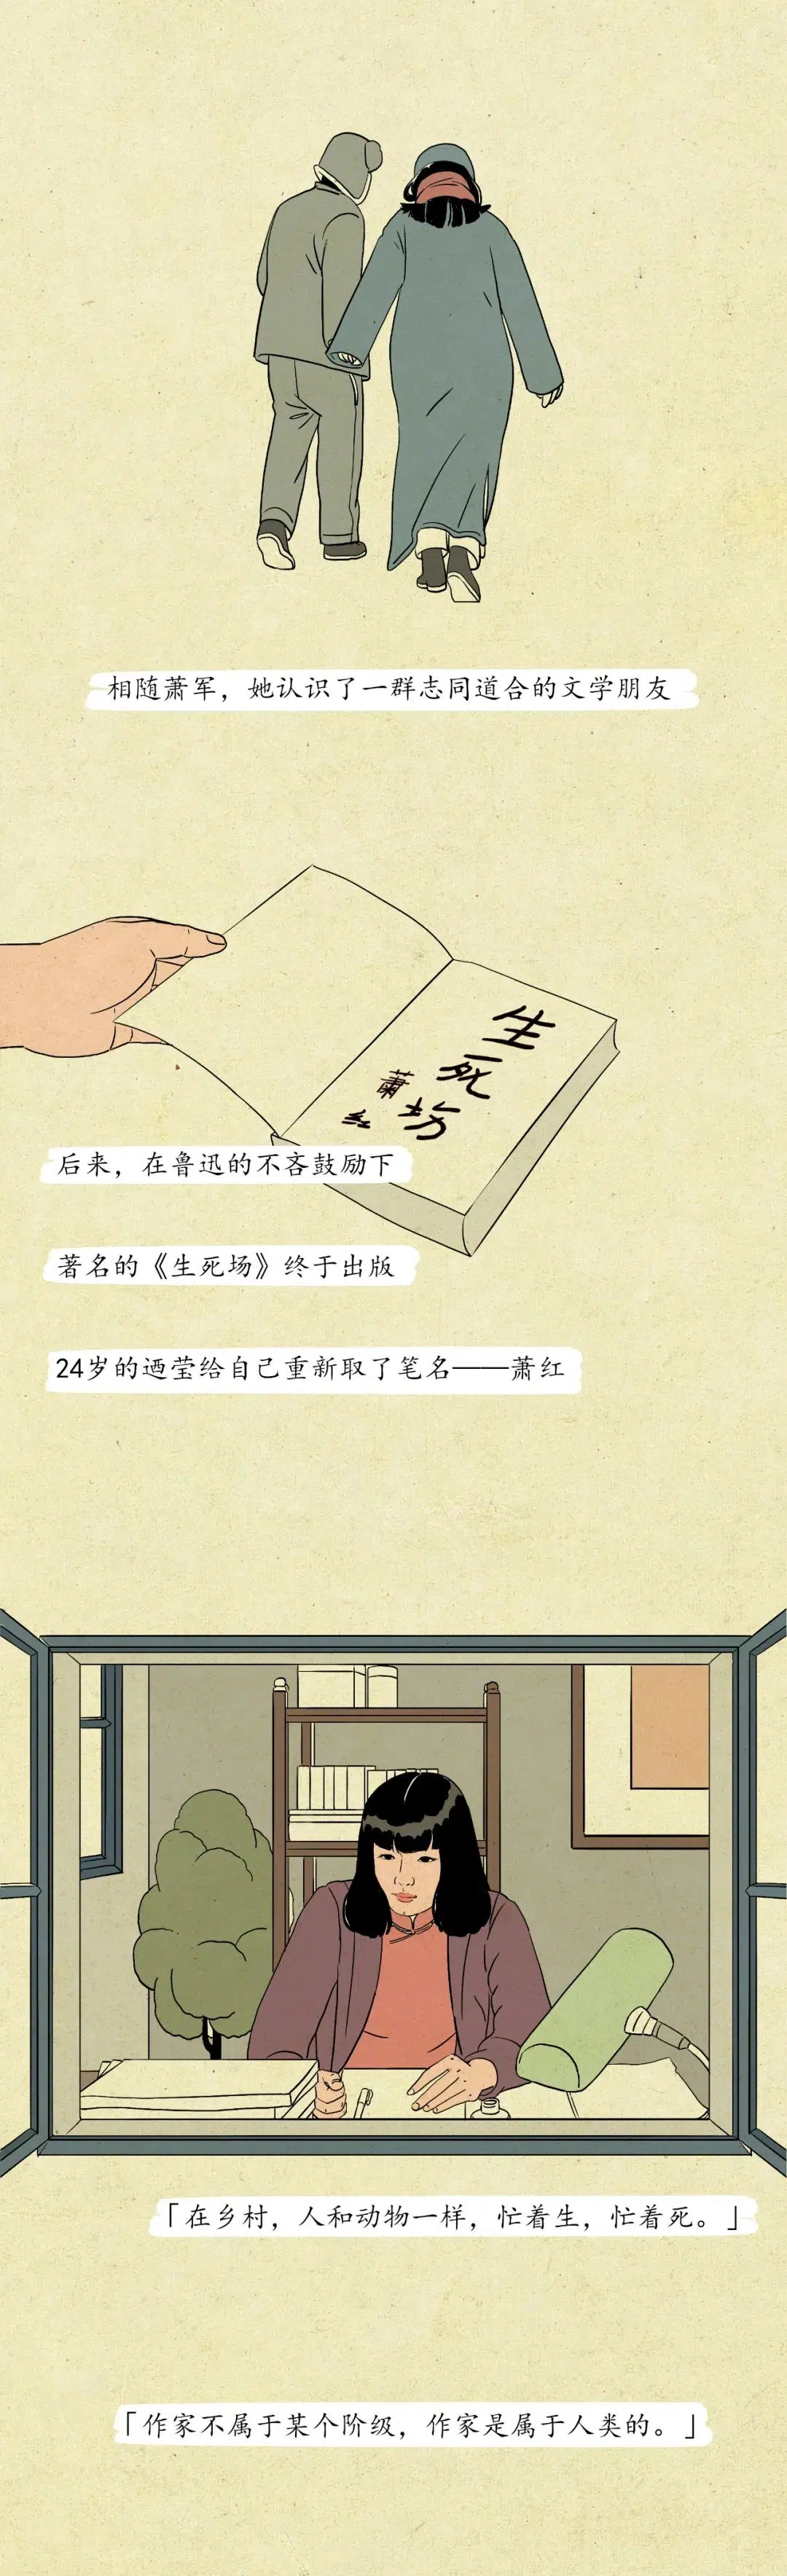 相随萧军，她认识了一群志同道合的文学朋友
生死场
萧红
后来，在鲁迅的不吝鼓励下
著名的《生死场》终于出版
24岁的迺莹给自己重新取了笔名——萧红
「在乡村，人和动物一样，忙着生，忙着死。」
「作家不属于某个阶级，作家是属于人类的。」